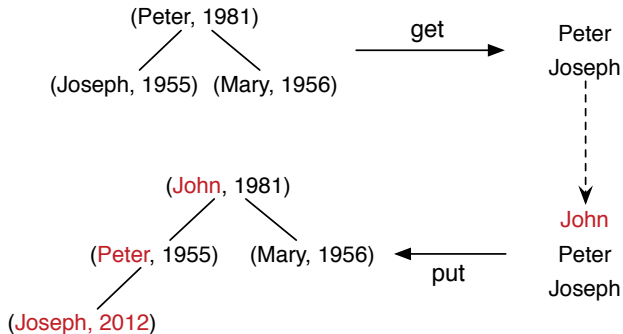 (Peter, 1981)
get
Peter
(Joseph, 1955) (Mary, 1956)
Joseph
(John, 1981)
John
(Peter, 1955) (Mary, 1956)
Peter
put
Joseph
(Joseph, 2012)